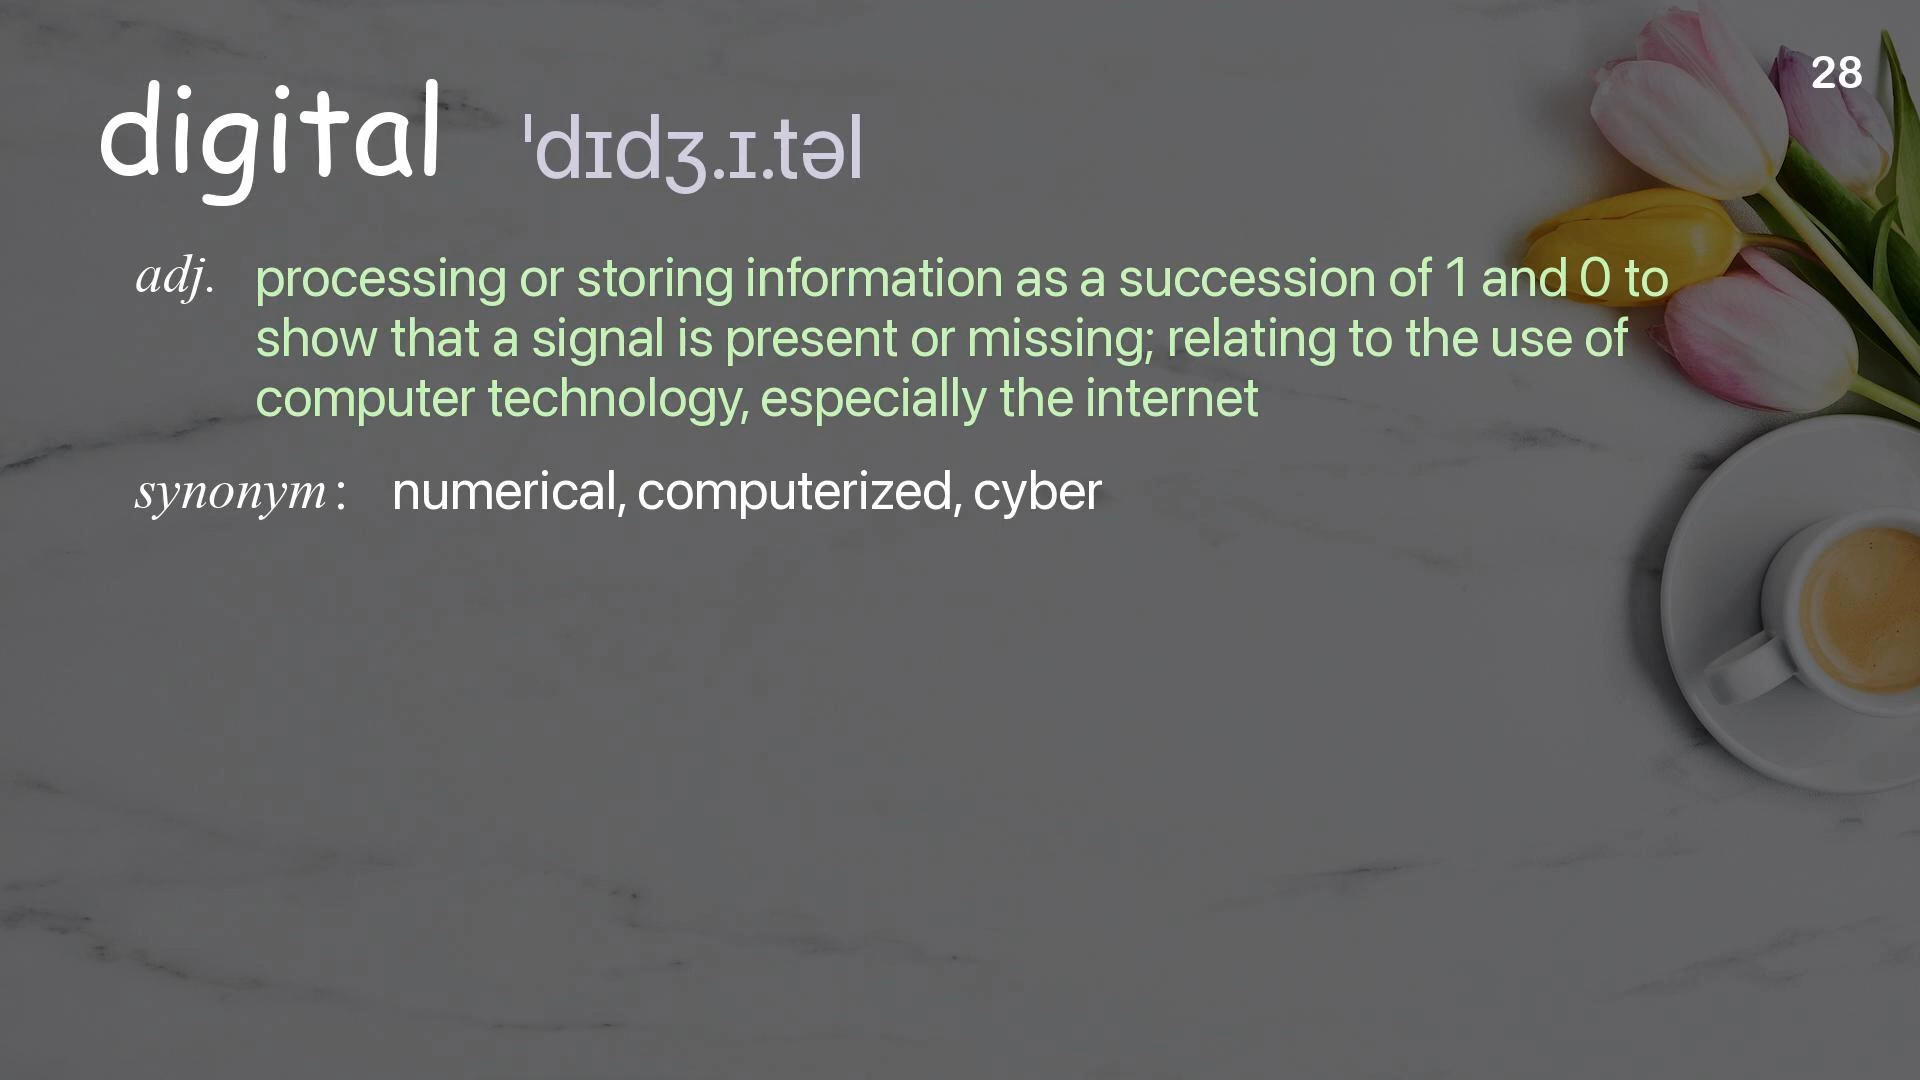 28
digital ˈdɪdʒ.ɪ.təl
adj. processing or storing information as a succession of 1 and 0 to
show that a signal is present or missing; relating to the use of
computer technology, especially the internet
synonym : numerical, computerized, cyber